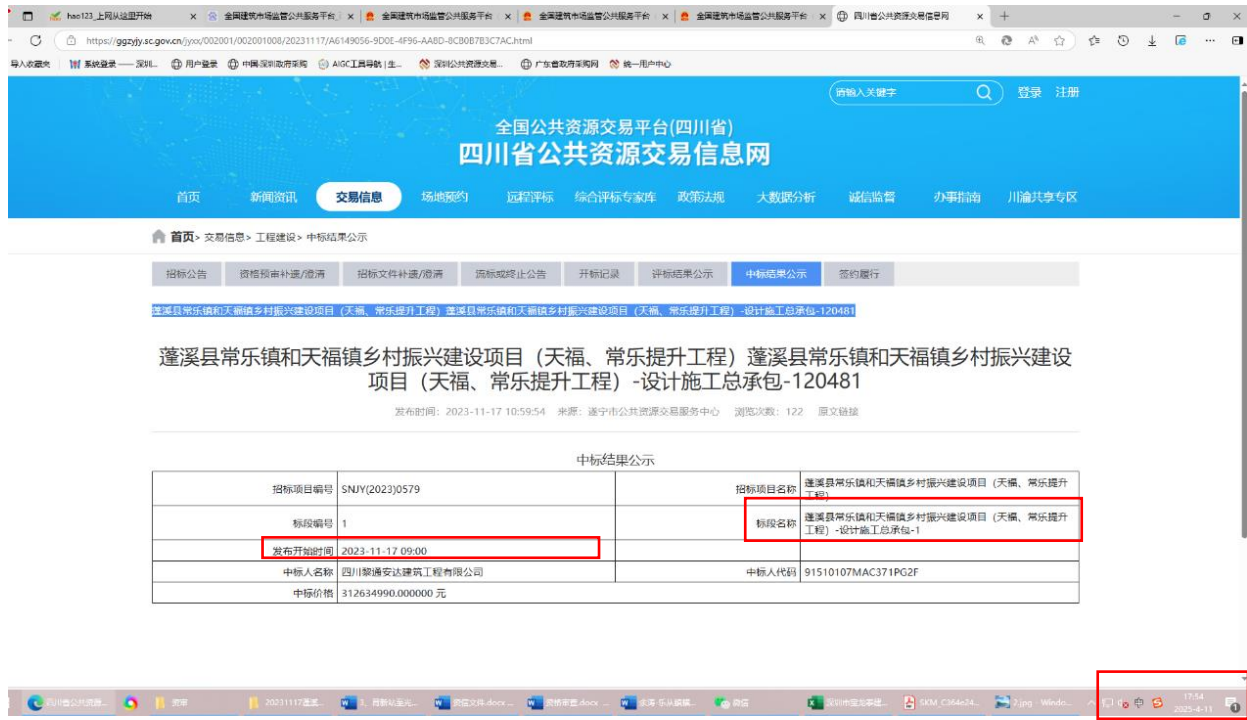 hao123_上网从这里开始
全国建筑市场监管公共服务平台
全国建筑市场监管公共服务平台
全国建筑市场监管公共服务平台
全国建筑市场监管公共服务平台
四川省公共资源交易信息网
https://ggzyjy.sc.gov.cn/jyxx/002001/002001008/20231117/A6149056-9D0E-4F96-AA8D-8CB0B7B3C7AC.html
导入收藏夹 系统登录 —— 深圳... 用户登录 中国深圳政府采购 AIGC工具导航 | 生... 深圳公共资源交易... 广东省政府采购网 统一用户中心
请输入关键字 登录 注册
全国公共资源交易平台(四川省)
四川省公共资源交易信息网
首页 新闻资讯 交易信息 场地预约 远程评标 综合评标专家库 政策法规 大数据分析 诚信监督 办事指南 川渝共享专区
首页> 交易信息> 工程建设> 中标结果公示
招标公告 资格预审补遗/澄清 招标文件补遗/澄清 流标或终止公告 开标记录 评标结果公示 中标结果公示 签约履行
蓬溪县常乐镇和天福镇乡村振兴建设项目（天福、常乐提升工程）蓬溪县常乐镇和天福镇乡村振兴建设项目（天福、常乐提升工程）-设计施工总承包-120481
蓬溪县常乐镇和天福镇乡村振兴建设项目（天福、常乐提升工程）蓬溪县常乐镇和天福镇乡村振兴建设
项目（天福、常乐提升工程）-设计施工总承包-120481
发布时间：2023-11-17 10:59:54 来源：遂宁市公共资源交易服务中心 浏览次数：122 原文链接
中标结果公示
招标项目编号 SNJY(2023)0579 招标项目名称 蓬溪县常乐镇和天福镇乡村振兴建设项目（天福、常乐提升
工程）
标段编号 1 标段名称 蓬溪县常乐镇和天福镇乡村振兴建设项目（天福、常乐提升
工程）-设计施工总承包-1
发布开始时间 2023-11-17 09:00
中标人名称 四川黎通安达建筑工程有限公司 中标人代码 91510107MAC371PG2F
中标价格 312634990.000000 元
四川省公共资源... 资审 20231117蓬溪... 资信文件.docx ... 微信 SKM_C364e24... 2.jpg - Windo... 中 17:54
2025-4-11